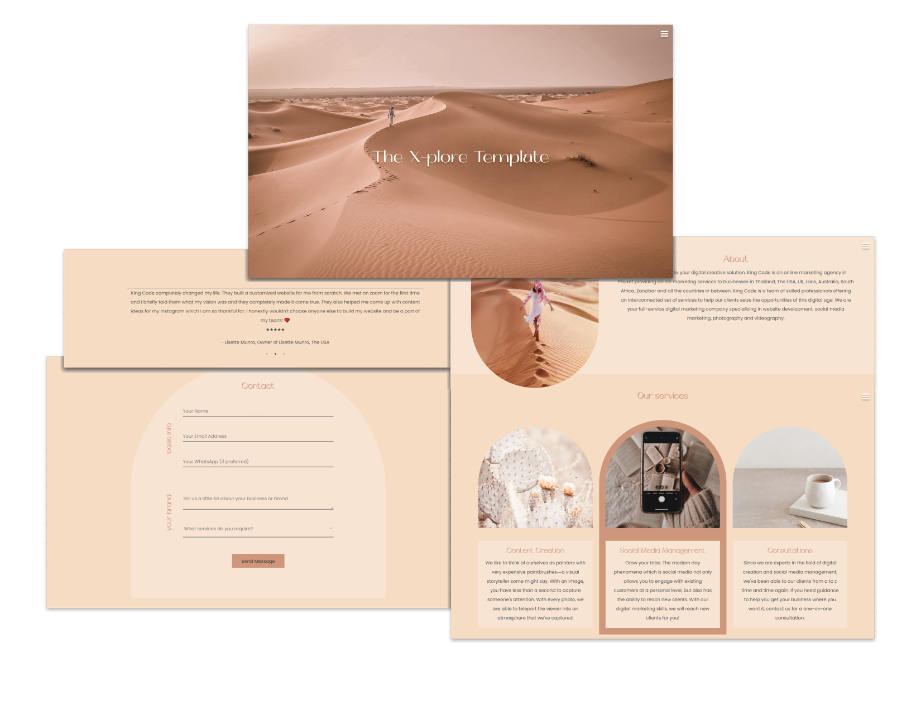 The X-plore Template
King Code completely changed my life. They built a customized website for me from scratch. We met on zoom for the first time
and I briefly told them what my vision was and they completely made it come true. They also helped me come up with content
ideas for my Instagram which I am so thankful for. I honestly wouldn't choose anyone else to build my website and be a part of
my team! ❤
★★★★★
- Lisette Munro, Owner of Lisette Munro, The USA
About
is your digital creative solution. King Code is an online marketing agency in
Phuket providing online marketing services to businesses in Thailand, The USA, UK, Lisbo, Australia, South
Africa, Zanzibar and all the countries in between. King Code is a team of skilled professionals offering
an interconnected set of services to help our clients seize the opportunities of this digital age. We are
your full-service digital marketing company specializing in website development, social media
marketing, photography and videography.
Contact
basic info
Your Name
Your Email Address
Your WhatsApp (if preferred)
your brand
Tell us a little bit about your business or brand
What services do you require?
Send Message
Our services
Content Creation
We like to think of ourselves as painters with
very expensive paintbrushes—a visual
storyteller some might say. With an image,
you have less than a second to capture
someone's attention. With every photo, we
are able to teleport the viewer into an
atmosphere that we've captured.
Social Media Management
Grow your tribe. The modern day
phenomena which is social media not only
allows you to engage with existing
customers at a personal level, but also has
the ability to reach new clients. With our
digital marketing skills, we will reach new
clients for you!
Consultations
Since we are experts in the field of digital
creation and social media management,
we've been able to our clients from a to z
time and time again. If you need guidance
to help you get your business where you
want it, contact us for a one-on-one
consultation.